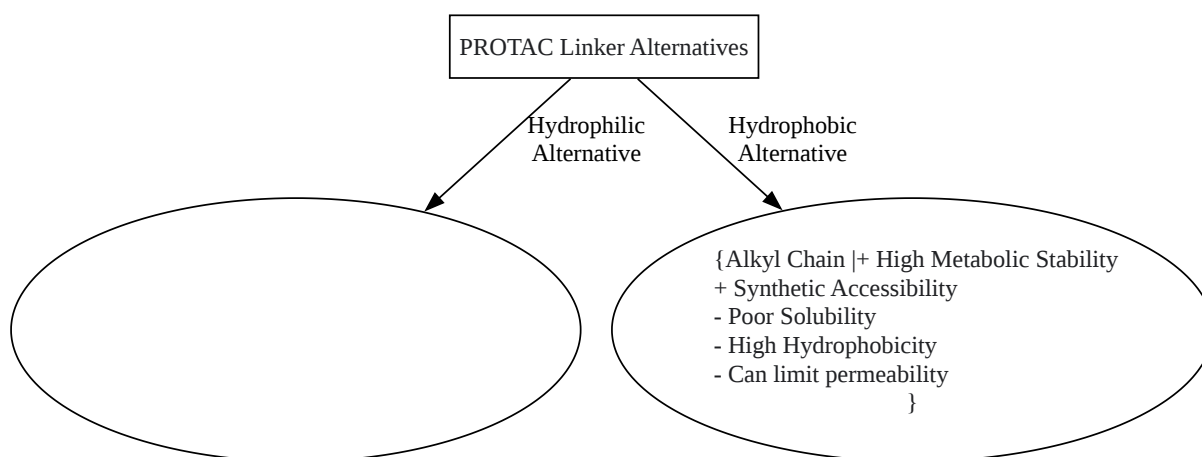 PROTAC Linker Alternatives
Hydrophilic
Alternative
Hydrophobic
Alternative
{Alkyl Chain |+ High Metabolic Stability
+ Synthetic Accessibility
- Poor Solubility
- High Hydrophobicity
- Can limit permeability
}